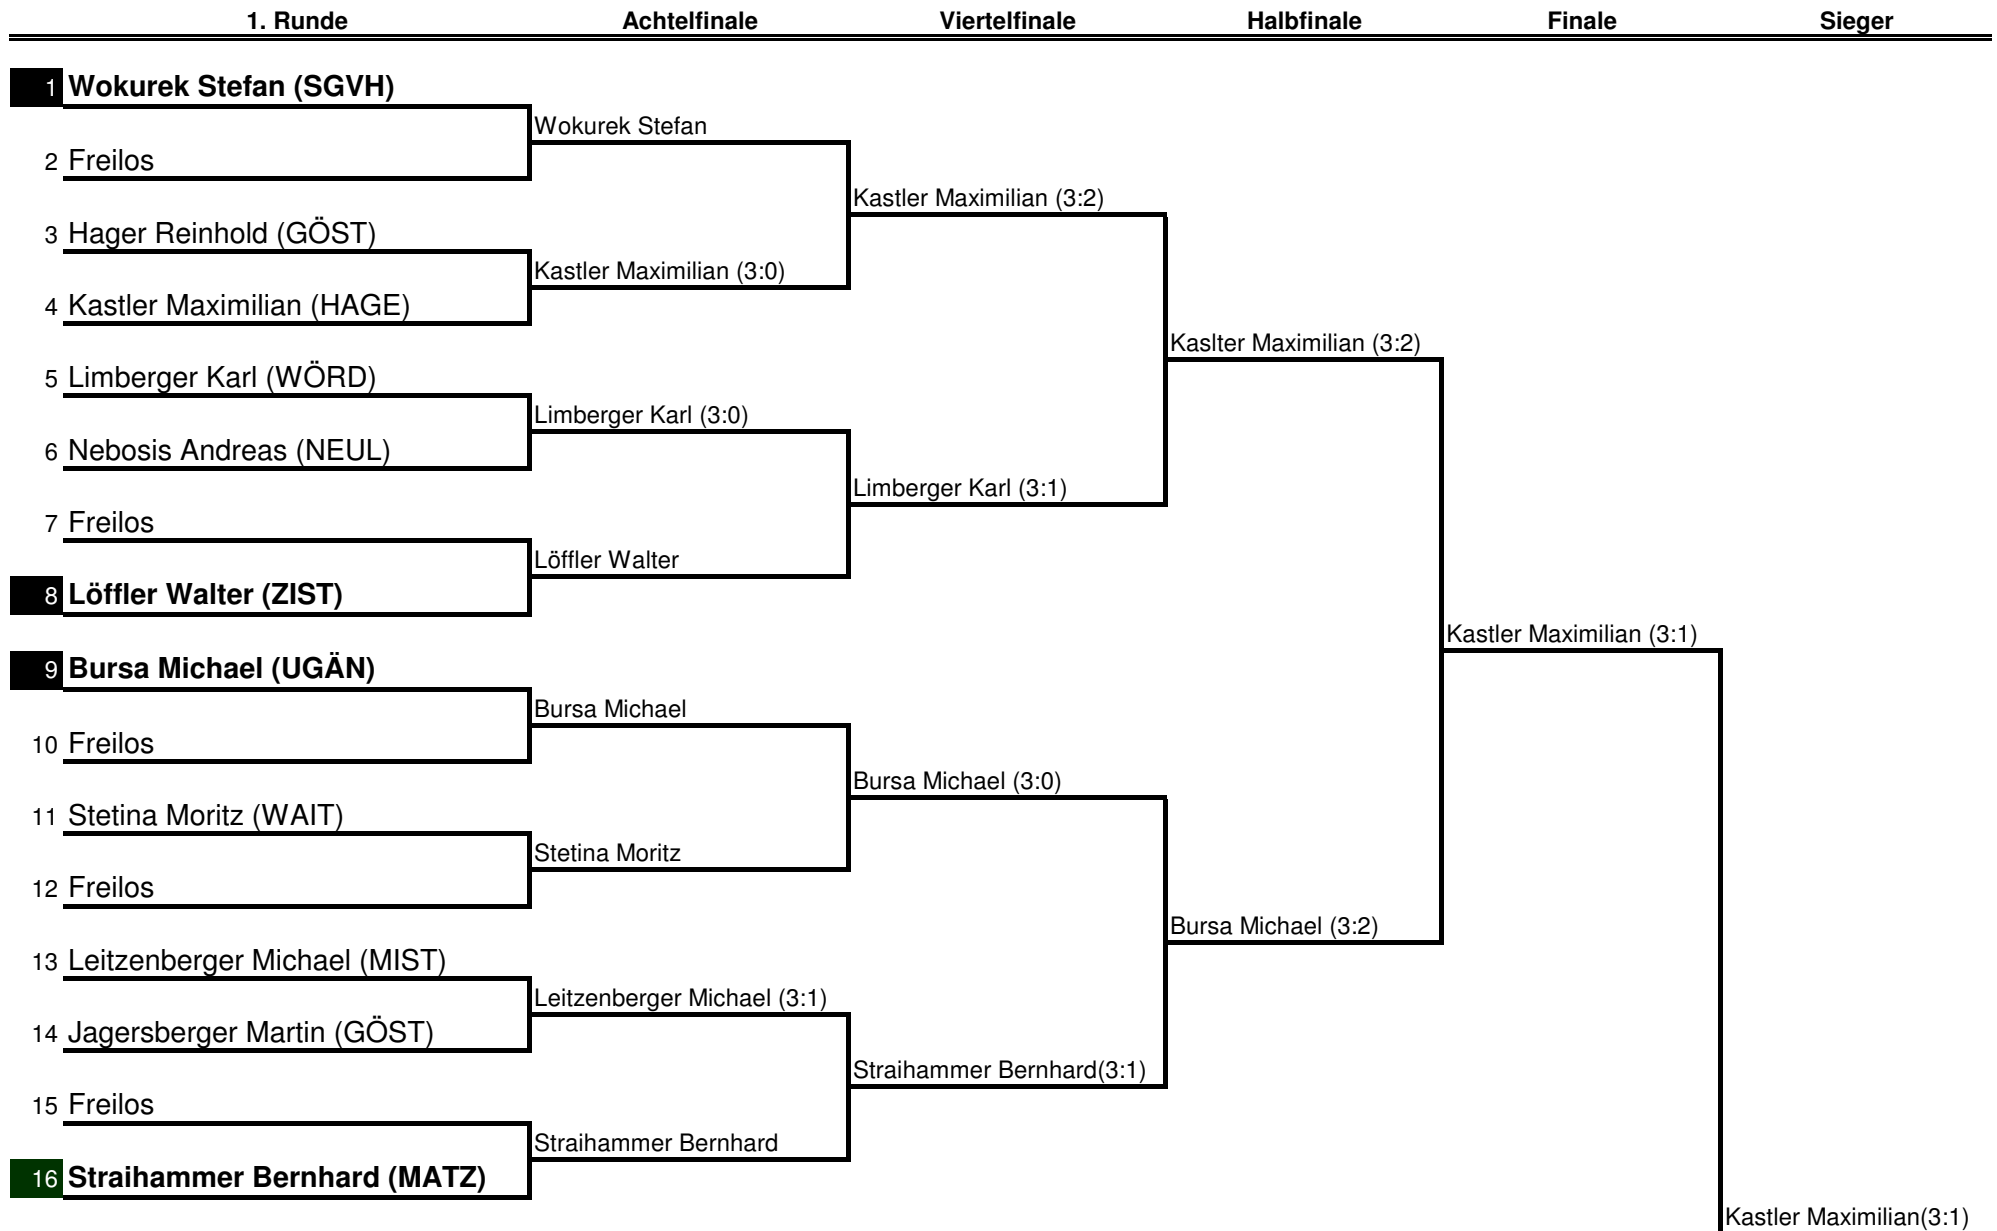 1. Runde Achtelfinale Viertelfinale Halbfinale Finale Sieger
1 Wokurek Stefan (SGVH)
Wokurek Stefan
2 Freilos
Kastler Maximilian (3:2)
3 Hager Reinhold (GÖST)
Kastler Maximilian (3:0)
4 Kastler Maximilian (HAGE)
Kaslter Maximilian (3:2)
5 Limberger Karl (WÖRD)
Limberger Karl (3:0)
6 Nebosis Andreas (NEUL)
Limberger Karl (3:1)
7 Freilos
Löffler Walter
8 Löffler Walter (ZIST)
Kastler Maximilian (3:1)
9 Bursa Michael (UGÄN)
Bursa Michael
10 Freilos
Bursa Michael (3:0)
11 Stetina Moritz (WAIT)
Stetina Moritz
12 Freilos
Bursa Michael (3:2)
13 Leitzenberger Michael (MIST)
Leitzenberger Michael (3:1)
14 Jagersberger Martin (GÖST)
Straihammer Bernhard(3:1)
15 Freilos
Straihammer Bernhard
16 Straihammer Bernhard (MATZ)
Kastler Maximilian(3:1)